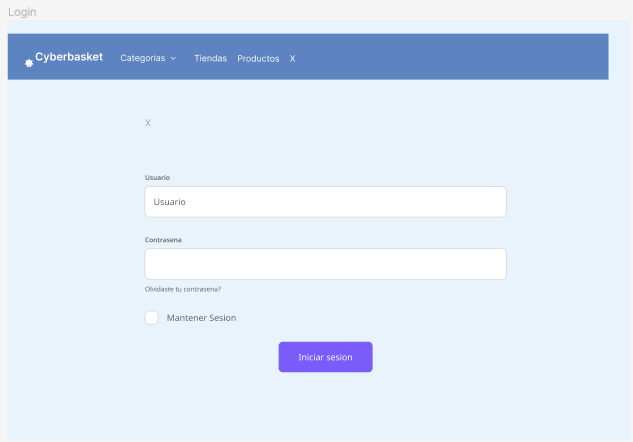 Login
Cyberbasket Categorias Tiendas Productos X
X
Usuario
Usuario
Contrasena
Olvidaste tu contrasena?
Mantener Sesion
Iniciar sesion